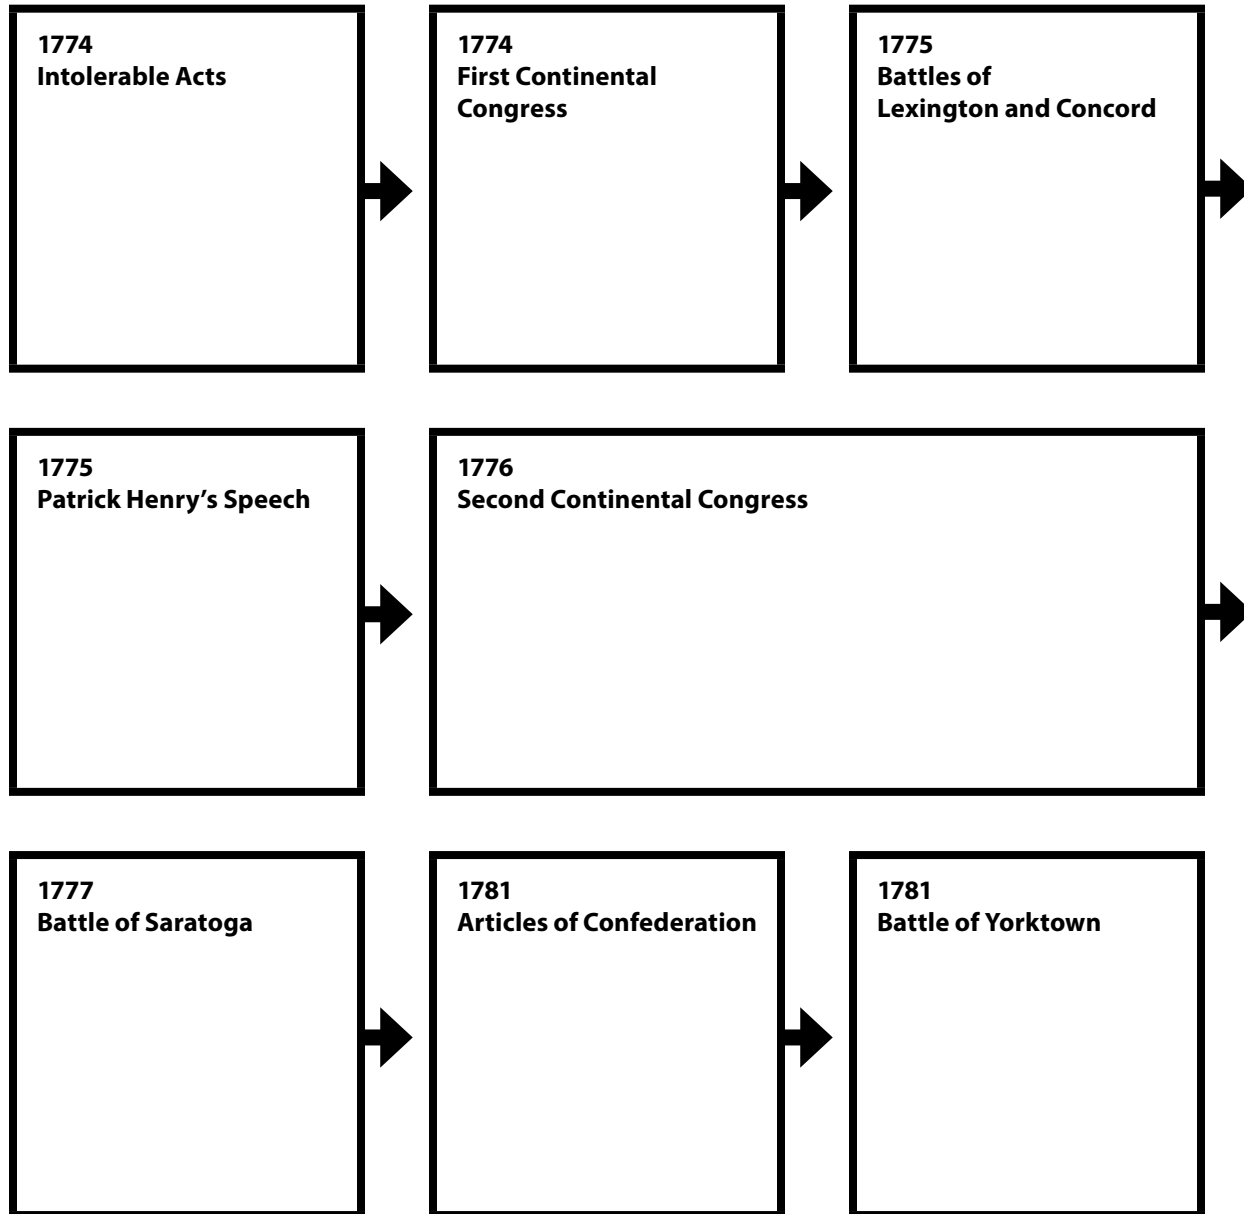 1774
Intolerable Acts
1774
First Continental
Congress
1775
Battles of
Lexington and Concord
1775
Patrick Henry’s Speech
1776
Second Continental Congress
1777
Battle of Saratoga
1781
Articles of Confederation
1781
Battle of Yorktown